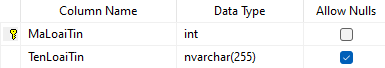 Column Name Data Type Allow Nulls
MaLoaiTin int
TenLoaiTin nvarchar(255)